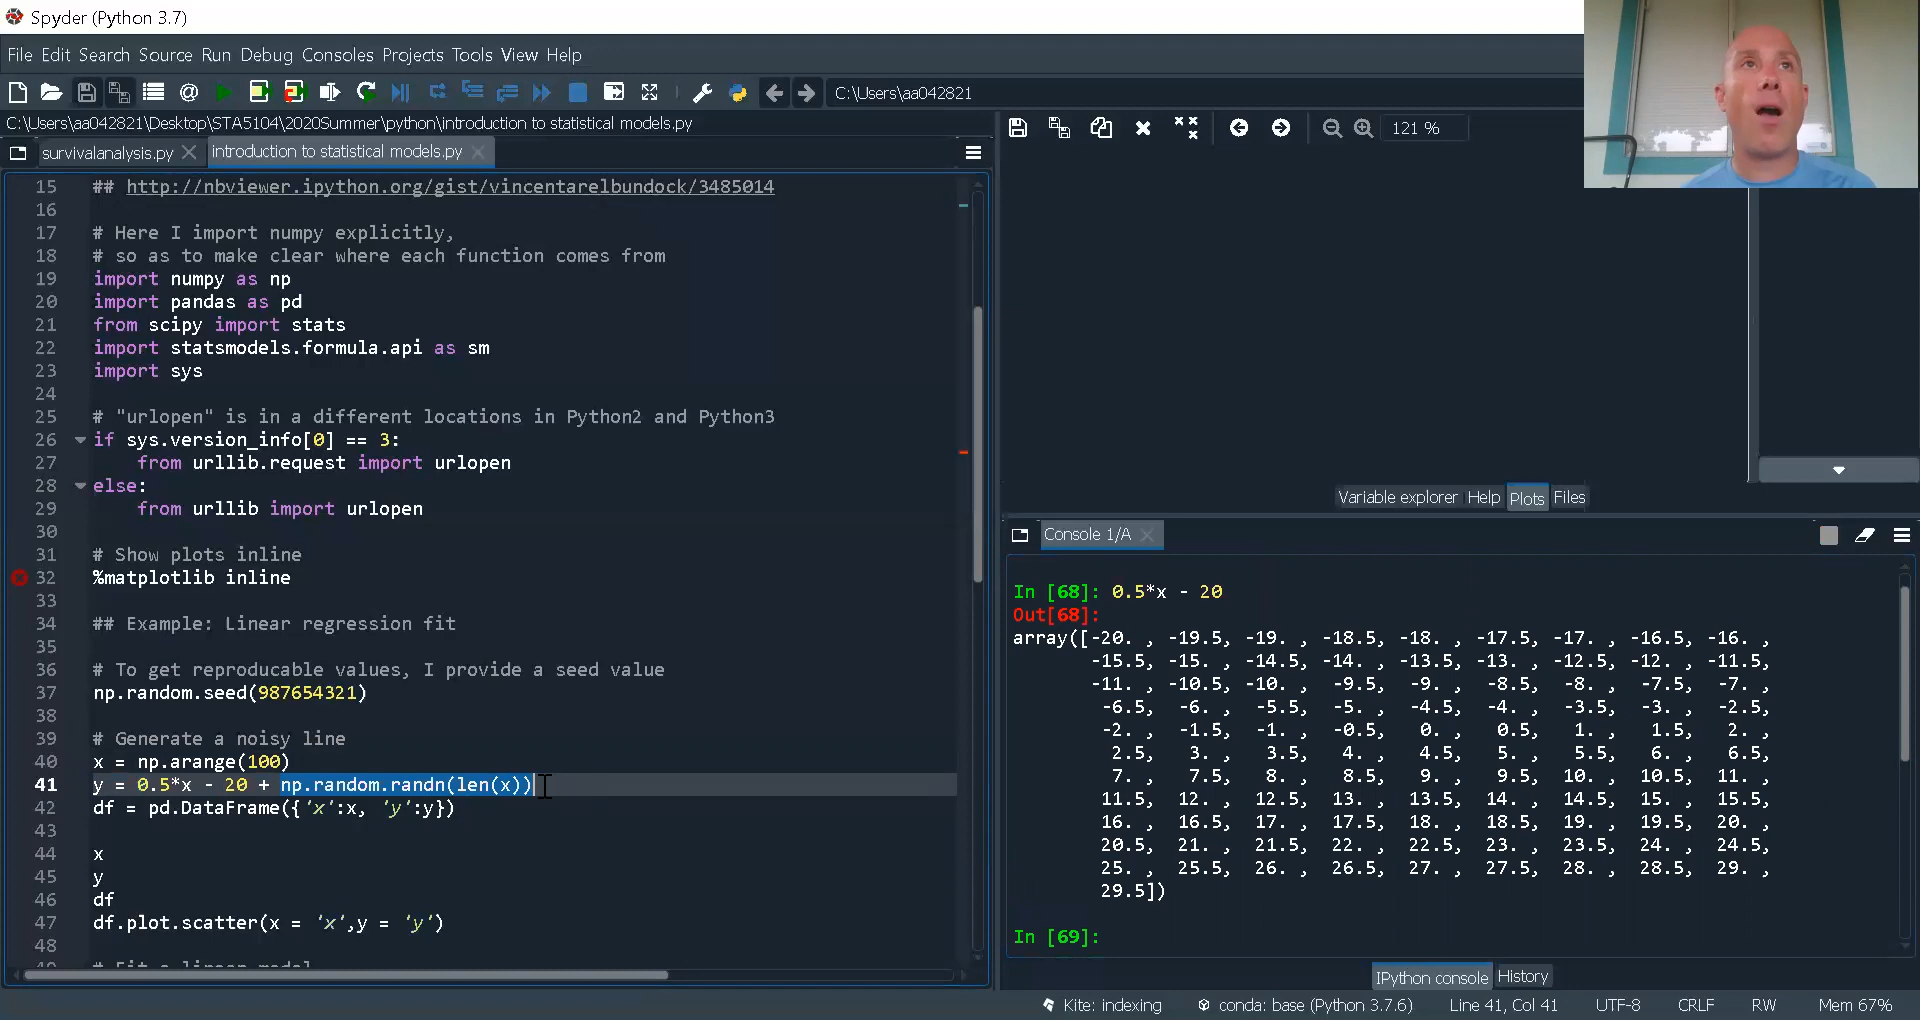 Spyder (Python 3.7)
File Edit Search Source Run Debug Consoles Projects Tools View Help
C:\Users\aa042821
C:\Users\aa042821\Desktop\STA5104\2020Summer\python\introduction to statistical models.py
121 %
survivalanalysis.py
introduction to statistical models.py
15 ## http://nbviewer.ipython.org/gist/vincentarelbundock/3485014
16
17 # Here I import numpy explicitly,
18 # so as to make clear where each function comes from
19 import numpy as np
20 import pandas as pd
21 from scipy import stats
22 import statsmodels.formula.api as sm
23 import sys
24
25 # "urlopen" is in a different locations in Python2 and Python3
26 if sys.version_info[0] == 3:
27 from urllib.request import urlopen
28 else:
29 from urllib import urlopen
30
31 # Show plots inline
32 %matplotlib inline
33
34 ## Example: Linear regression fit
35
36 # To get reproducable values, I provide a seed value
37 np.random.seed(987654321)
38
39 # Generate a noisy line
40 x = np.arange(100)
41 y = 0.5*x - 20 + np.random.randn(len(x))
42 df = pd.DataFrame({'x':x, 'y':y})
43
44 x
45 y
46 df
47 df.plot.scatter(x = 'x',y = 'y')
48
49 # Fit a linear model
Variable explorer Help Plots Files
Console 1/A
In [68]: 0.5*x - 20
Out[68]:
array([-20. , -19.5, -19. , -18.5, -18. , -17.5, -17. , -16.5, -16. ,
-15.5, -15. , -14.5, -14. , -13.5, -13. , -12.5, -12. , -11.5,
-11. , -10.5, -10. , -9.5, -9. , -8.5, -8. , -7.5, -7. ,
-6.5, -6. , -5.5, -5. , -4.5, -4. , -3.5, -3. , -2.5,
-2. , -1.5, -1. , -0.5, 0. , 0.5, 1. , 1.5, 2. ,
2.5, 3. , 3.5, 4. , 4.5, 5. , 5.5, 6. , 6.5,
7. , 7.5, 8. , 8.5, 9. , 9.5, 10. , 10.5, 11. ,
11.5, 12. , 12.5, 13. , 13.5, 14. , 14.5, 15. , 15.5,
16. , 16.5, 17. , 17.5, 18. , 18.5, 19. , 19.5, 20. ,
20.5, 21. , 21.5, 22. , 22.5, 23. , 23.5, 24. , 24.5,
25. , 25.5, 26. , 26.5, 27. , 27.5, 28. , 28.5, 29. ,
29.5])
In [69]:
IPython console History
Kite: indexing conda: base (Python 3.7.6) Line 41, Col 41 UTF-8 CRLF RW Mem 67%